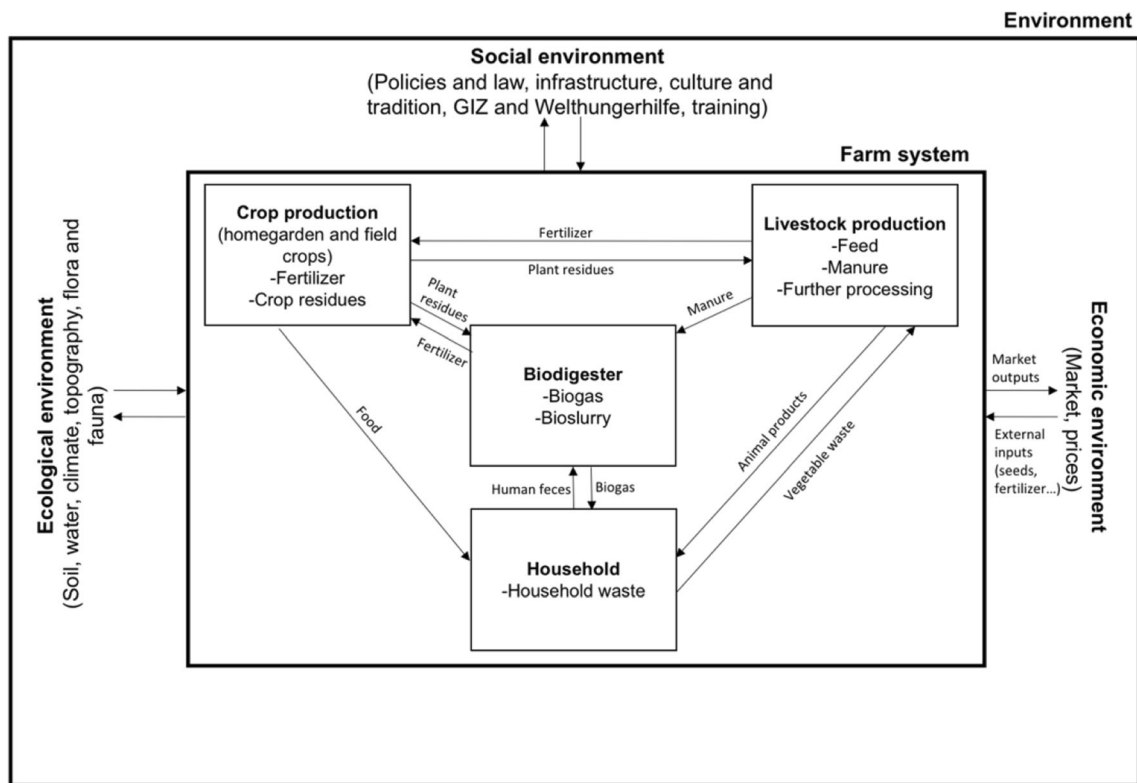 Environment
Social environment
(Policies and law, infrastructure, culture and
tradition, GIZ and Welthungerhilfe, training)
Farm system
Crop production
(homegarden and field
crops)
-Fertilizer
-Crop residues
Livestock production
-Feed
-Manure
-Further processing
Fertilizer
Plant residues
Plant
residues
Fertilizer
Manure
Biodigester
-Biogas
-Bioslurry
Food
Animal products
Vegetable waste
Human feces
Biogas
Household
-Household waste
Ecological environment
(Soil, water, climate, topography, flora and
fauna)
Market
outputs
External
inputs
(seeds,
fertilizer...)
Economic environment
(Market, prices)